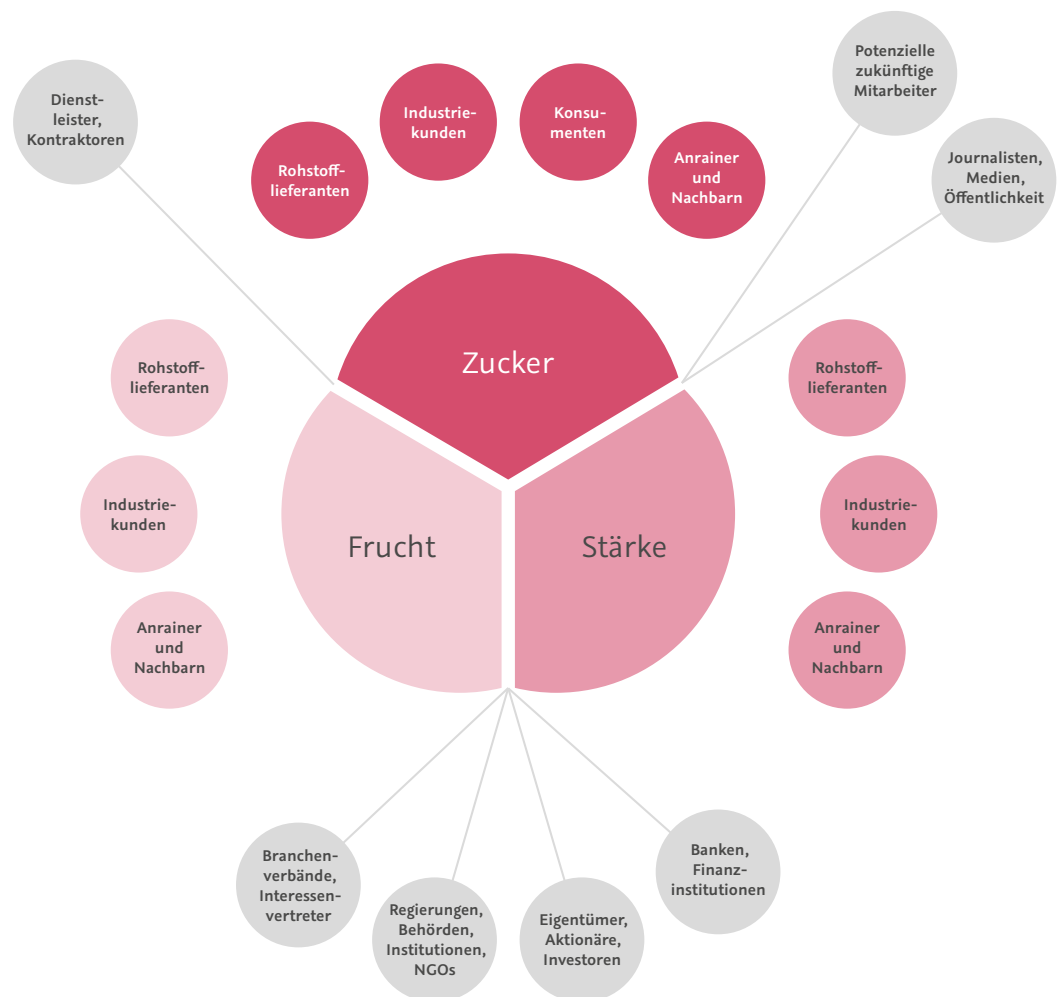 Potenzielle
zukünftige
Mitarbeiter
Dienst-
leister,
Kontraktoren
Industrie-
kunden
Konsu-
menten
Rohstoff-
lieferanten
Anrainer
und
Nachbarn
Journalisten,
Medien,
Öffentlichkeit
Zucker
Rohstoff-
lieferanten
Rohstoff-
lieferanten
Industrie-
kunden
Industrie-
kunden
Frucht
Stärke
Anrainer
und
Nachbarn
Anrainer
und
Nachbarn
Branchen-
verbände,
Interessen-
vertreter
Regierungen,
Behörden,
Institutionen,
NGOs
Eigentümer,
Aktionäre,
Investoren
Banken,
Finanz-
institutionen